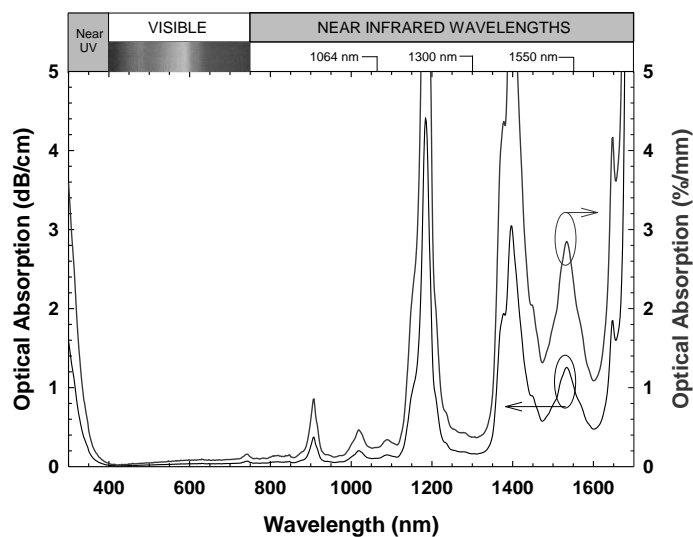 Near
UV
VISIBLE
NEAR INFRARED WAVELENGTHS
1064 nm
1300 nm
1550 nm
5
4
3
2
1
0
Optical Absorption (dB/cm)
5
4
3
2
1
0
Optical Absorption (%/mm)
400 600 800 1000 1200 1400 1600
Wavelength (nm)